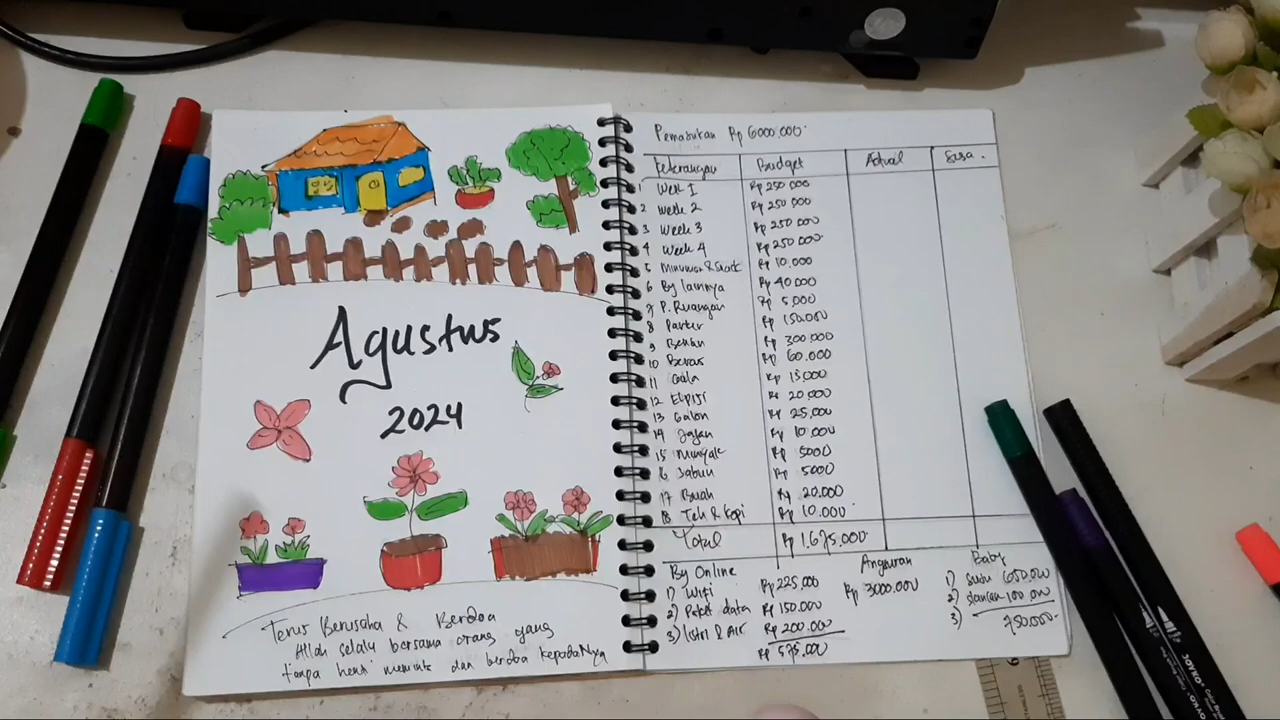 Agustus
2024
Terus Berusaha & Berdoa
Allah selalu bersama orang yang
tanpa henti meminta dan berdoa kepadaNya
Pemasukan Rp 6000.000
Keterangan Budget Actual Sisa.
1 Week I Rp 250.000
2 Week 2 Rp 250.000
3 Week 3 Rp 250.000
4 Week 4 Rp 250.000
5 Minuman & Snack Rp 10.000
6 By lainnya Rp 40.000
7 P. Ruangan Rp 5.000
8 Rp 150.000
9 Bensin Rp 300.000
10 Beras Rp 60.000
11 Gula Rp 15.000
12 Elpiji Rp 20.000
13 Galon Rp 25.000
14 Jajan Rp 10.000
15 Minyak Rp 5000
16 Sabun Rp 5000
17 Buah Rp 20.000
18 Teh & Kopi Rp 10.000
Total Rp 1.675.000
By Online
1) Wifi Rp 225.000
2) Paket data Rp 150.000
3) listri & Air Rp 200.000
Rp 575.000
Angsuran
Rp 3000.000
Baby
1) susu 650.000
2) 100.000
3) 750.000
JOYKO